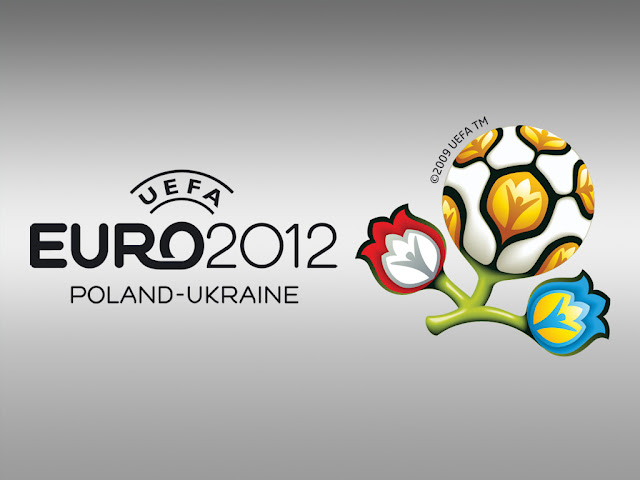 UEFA
EURO2012
POLAND-UKRAINE
©2009 UEFA TM